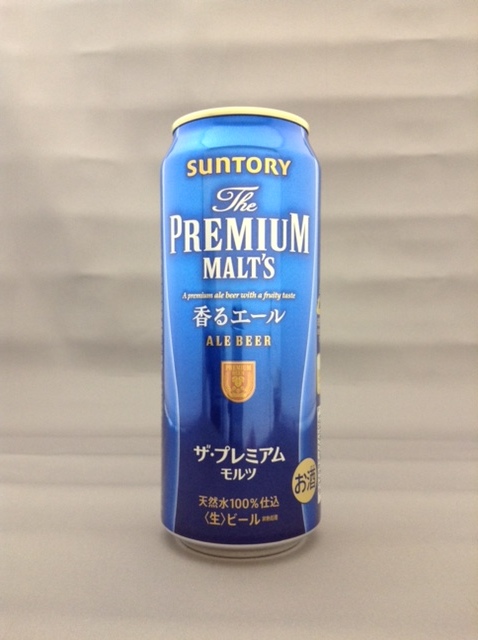 SUNTORY
The
PREMIUM
MALT'S
A premium ale beer with a fruity taste
香るエール
ALE BEER
ザ・プレミアム
モルツ
お酒
天然水100%仕込
〈生〉ビール